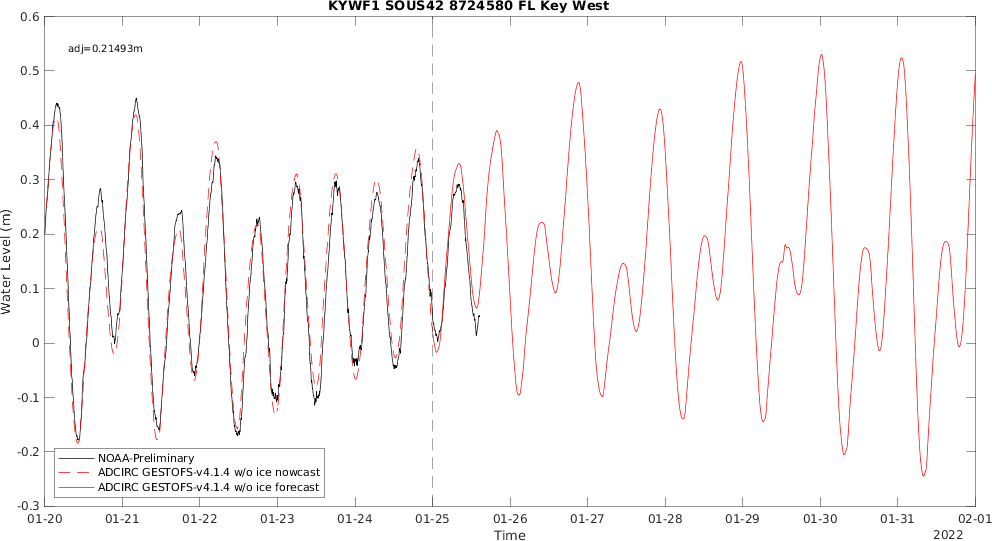 KYWF1 SOUS42 8724580 FL Key West
adj=0.21493m
0.6
0.5
0.4
0.3
0.2
0.1
0
-0.1
-0.2
-0.3
Water Level (m)
NOAA-Preliminary
ADCIRC GESTOFS-v4.1.4 w/o ice nowcast
ADCIRC GESTOFS-v4.1.4 w/o ice forecast
01-20 01-21 01-22 01-23 01-24 01-25 01-26 01-27 01-28 01-29 01-30 01-31 02-01
Time
2022